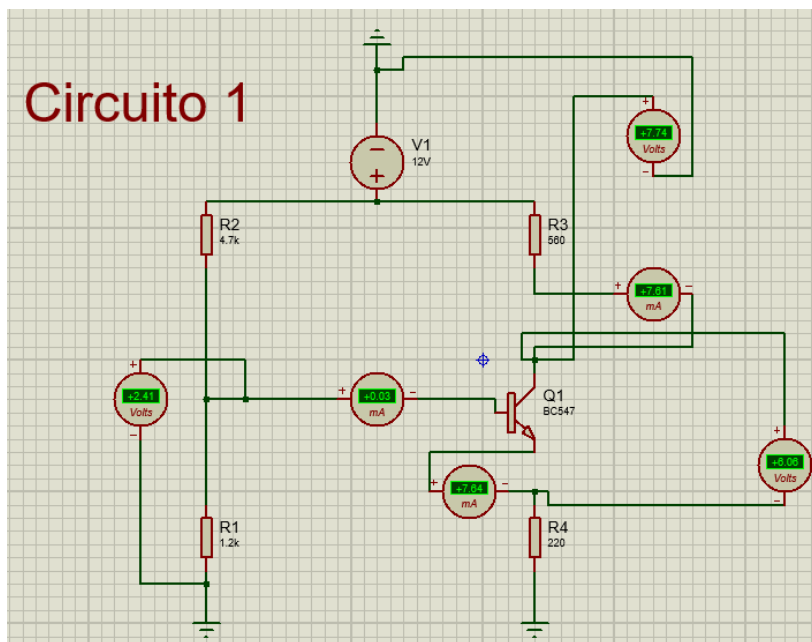 Circuito 1
V1
12V
+7.74
Volts
R2
4.7k
R3
560
+7.61
mA
+2.41
Volts
+0.03
mA
Q1
BC547
+7.64
mA
+6.06
Volts
R1
1.2k
R4
220